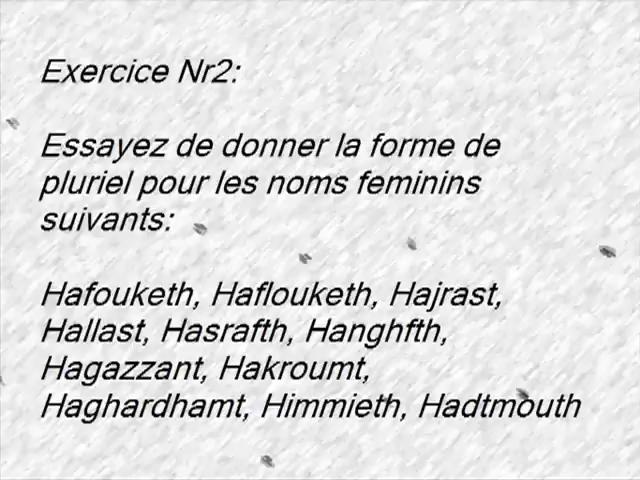 Exercice Nr2:
Essayez de donner la forme de
pluriel pour les noms feminins
suivants:
Hafouketh, Haflouketh, Hajrast,
Hallast, Hasrafth, Hanghfth,
Hagazzant, Hakroumt,
Haghardhamt, Himmieth, Hadtmouth